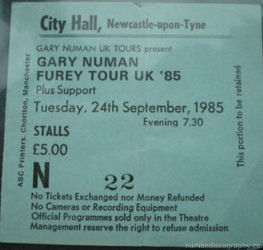 City Hall, Newcastle-upon-Tyne
GARY NUMAN UK TOURS present
GARY NUMAN
FUREY TOUR UK '85
Plus Support
Tuesday, 24th September, 1985
Evening 7.30
STALLS
£5.00
N 22
No Tickets Exchanged nor Money Refunded
No Cameras or Recording Equipment
Official Programmes sold only in the Theatre
Management reserve the right to refuse admission
ABC Printers, Chorlton, Manchester
This portion to be retained
numandiscography.co